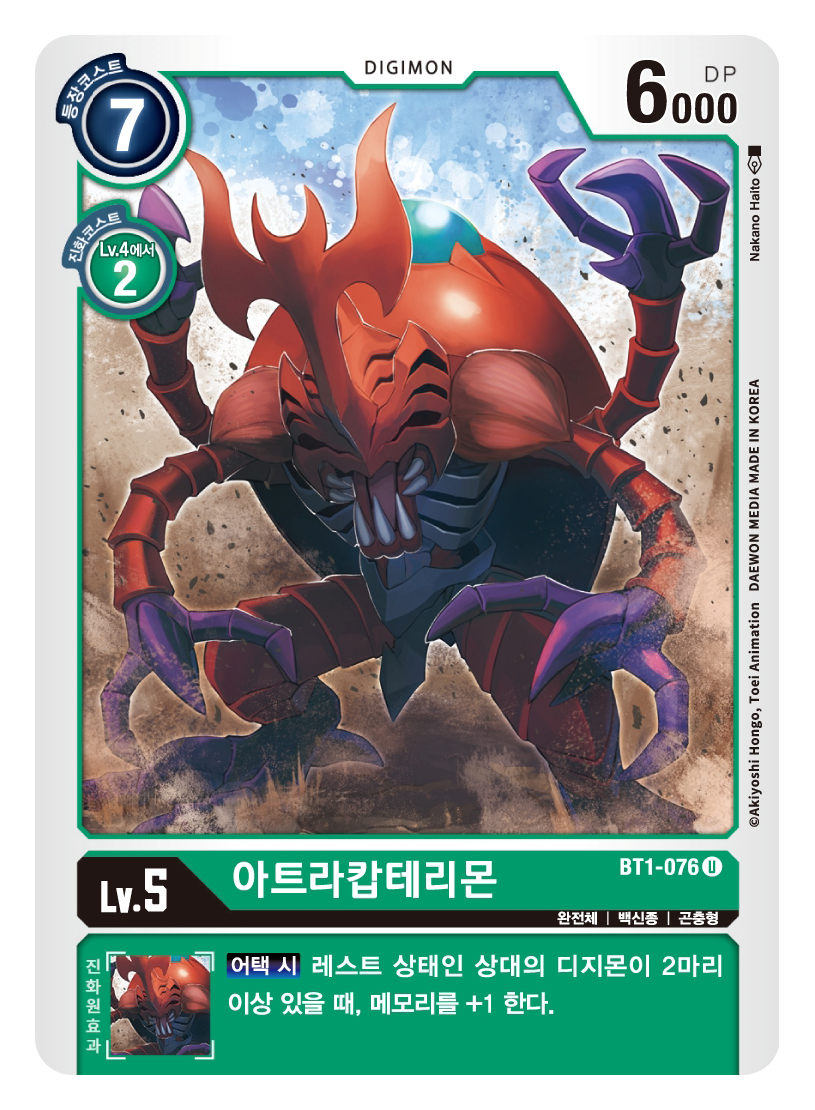 DIGIMON
등장코스트
7
DP
6000
진화코스트
Lv.4에서
2
Nakano Haito
©Akiyoshi Hongo, Toei Animation DAEWON MEDIA MADE IN KOREA
Lv.5
아트라캅테리몬
BT1-076 U
완전체 | 백신종 | 곤충형
진화원효과
어택 시 레스트 상태인 상대의 디지몬이 2마리
이상 있을 때, 메모리를 +1 한다.